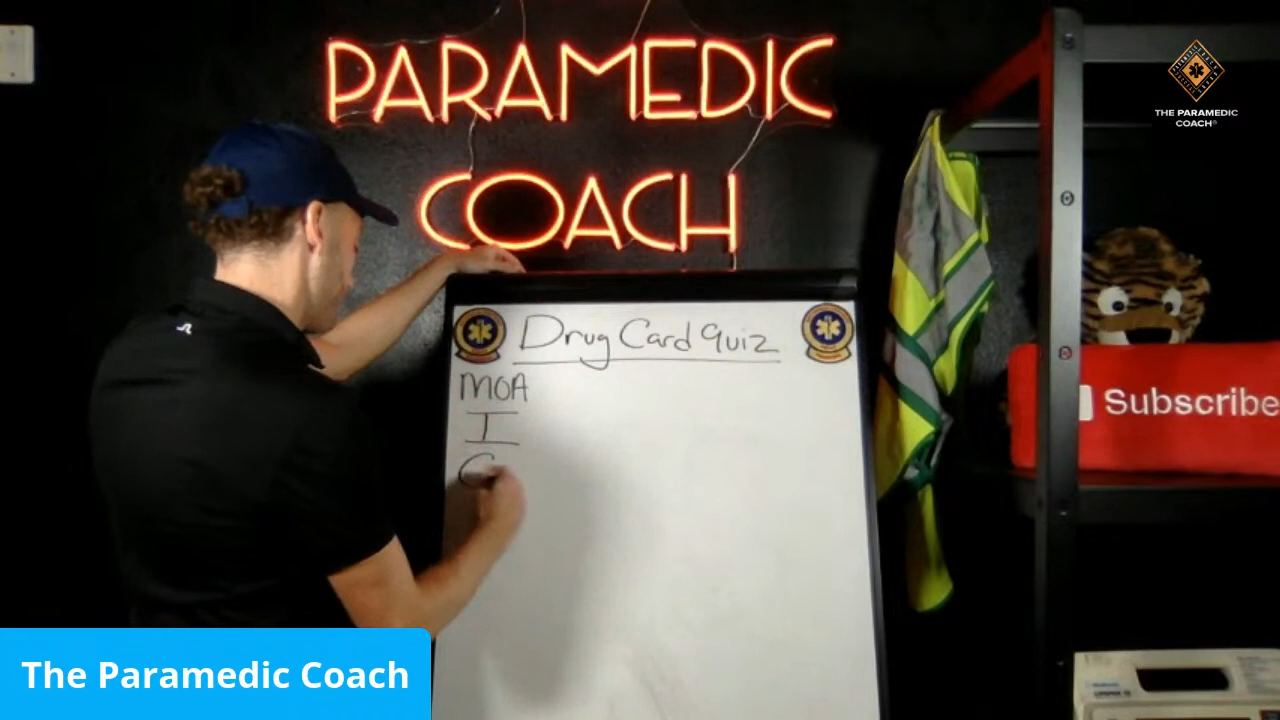 PARAMEDIC
COACH
THE PARAMEDIC
COACH®
Drug Card Quiz
MOA
I
C
Subscribe
The Paramedic Coach